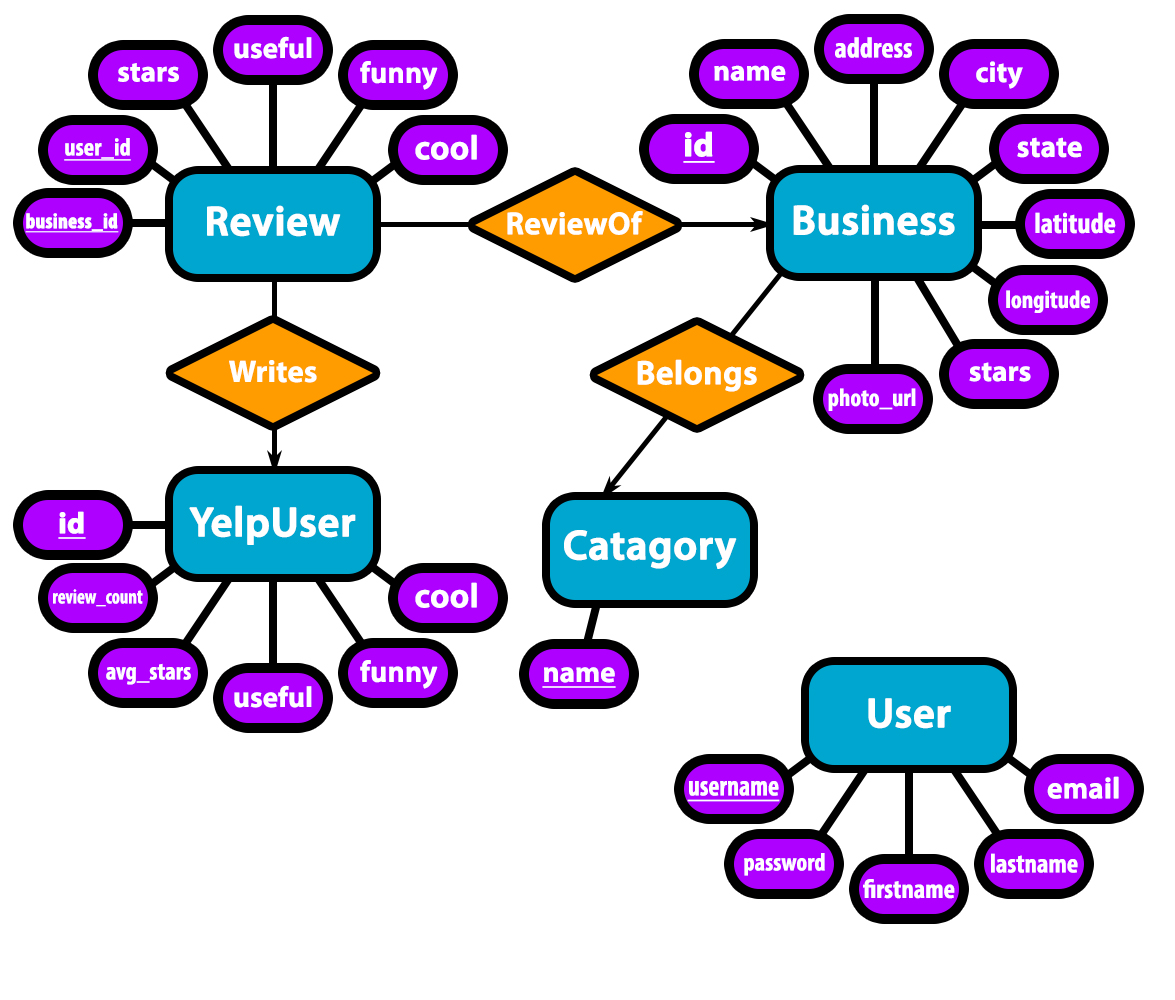 useful
stars
funny
user_id
cool
business_id
Review
ReviewOf
name
address
city
id
state
Business
latitude
longitude
stars
photo_url
Writes
Belongs
YelpUser
id
review_count
cool
avg_stars
funny
useful
Catagory
name
User
username
email
password
lastname
firstname